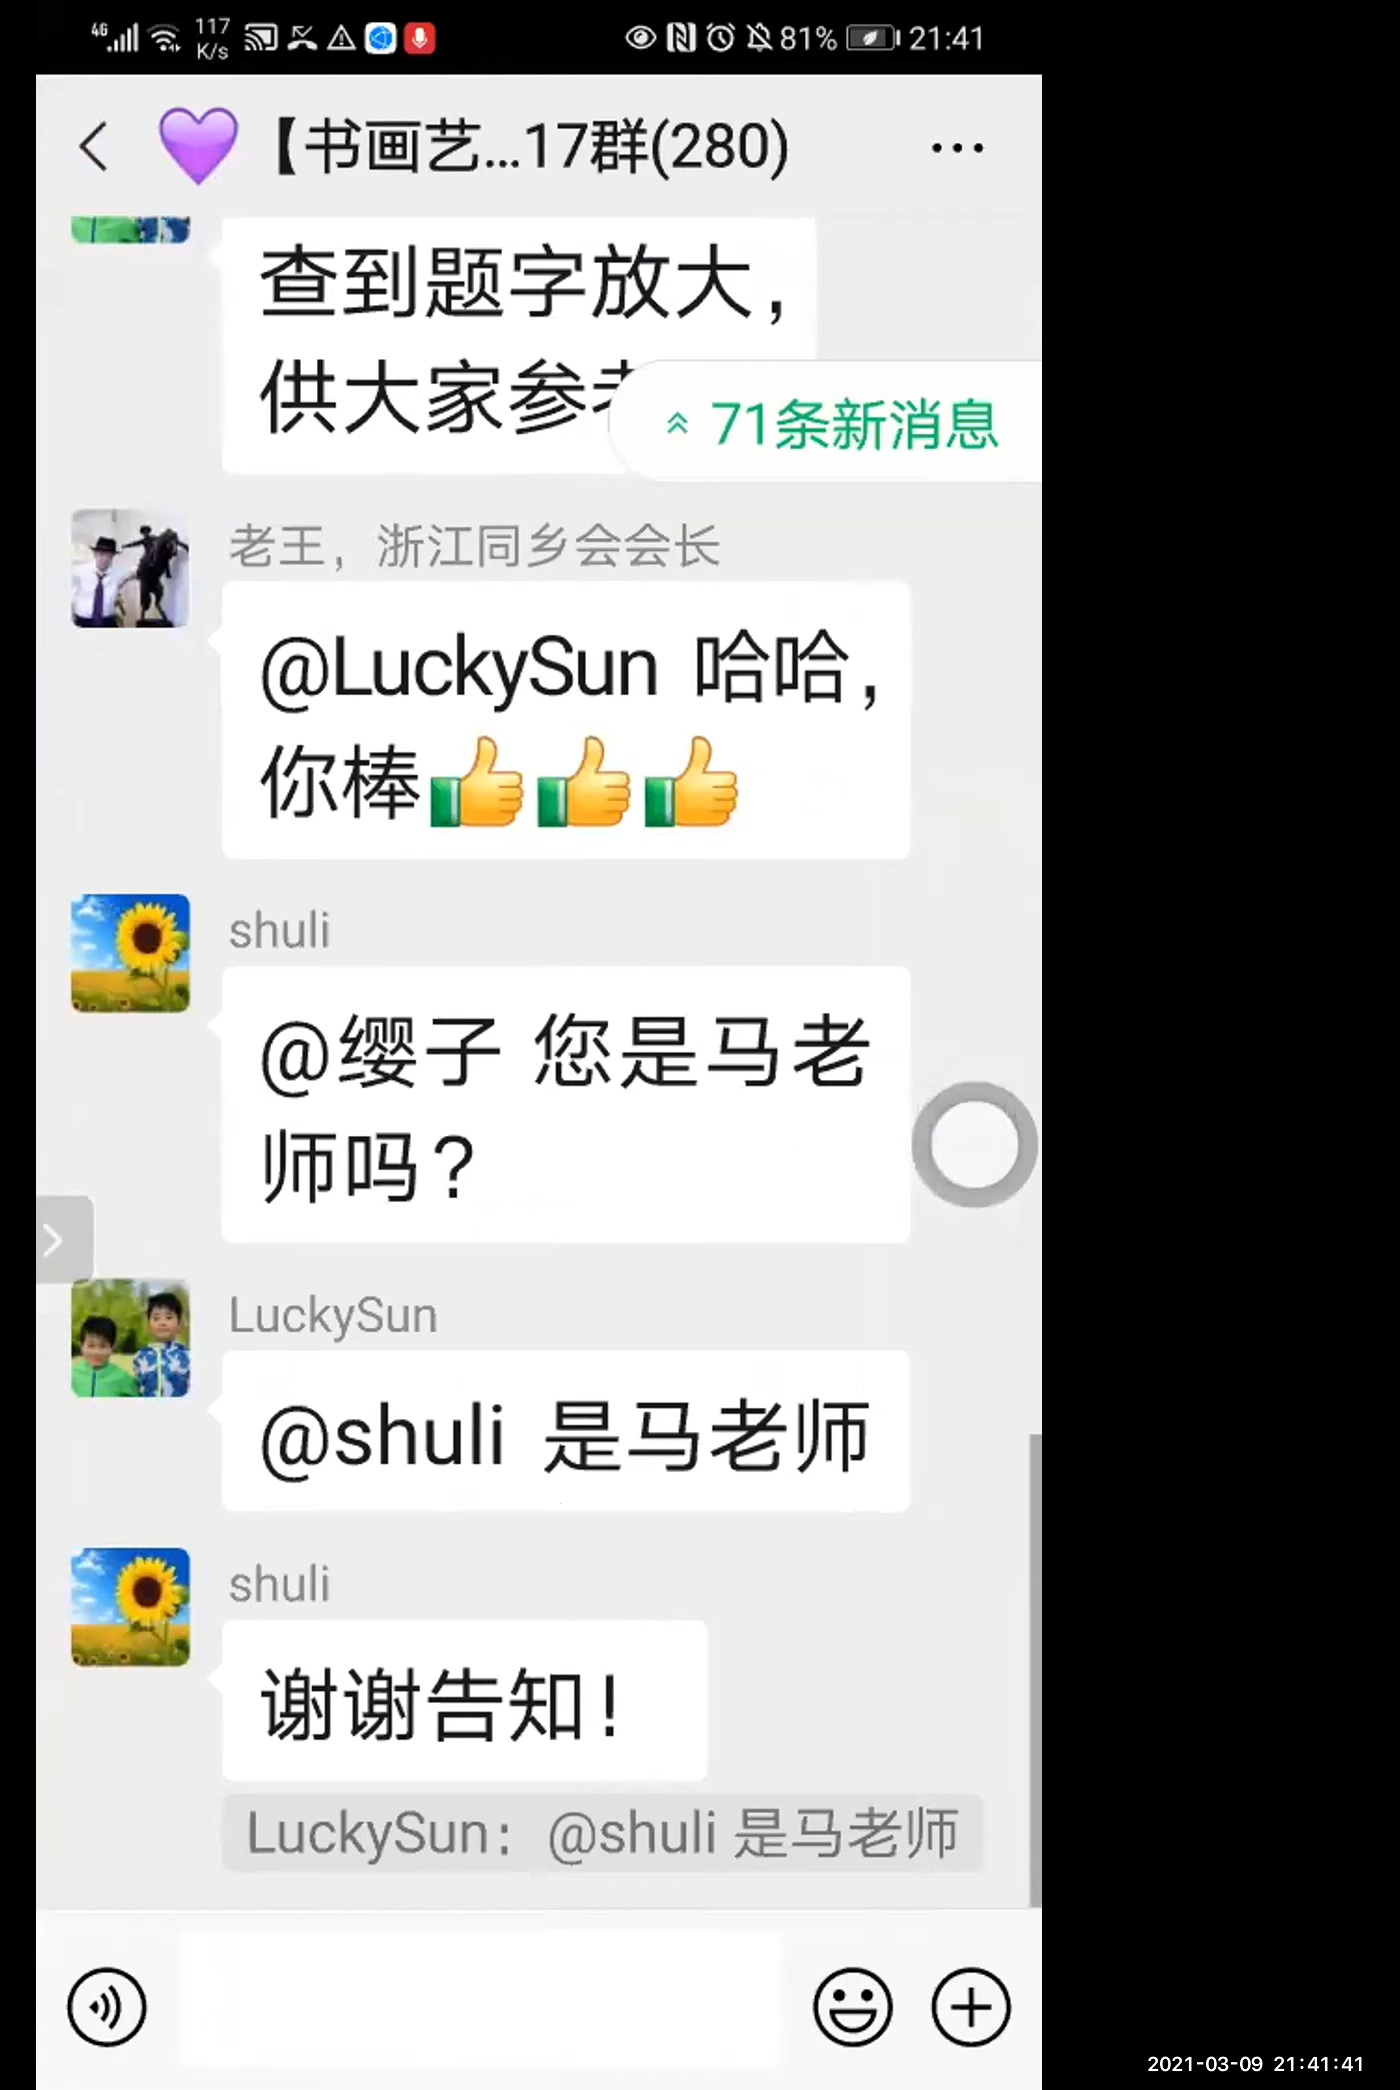 4G 117 K/s 81% 21:41
【书画艺...17群(280)
查到题字放大，
供大家参考
71条新消息
老王，浙江同乡会会长
@LuckySun 哈哈，
你棒👍👍👍
shuli
@缨子 您是马老
师吗？
LuckySun
@shuli 是马老师
shuli
谢谢告知！
LuckySun：@shuli 是马老师
2021-03-09 21:41:41